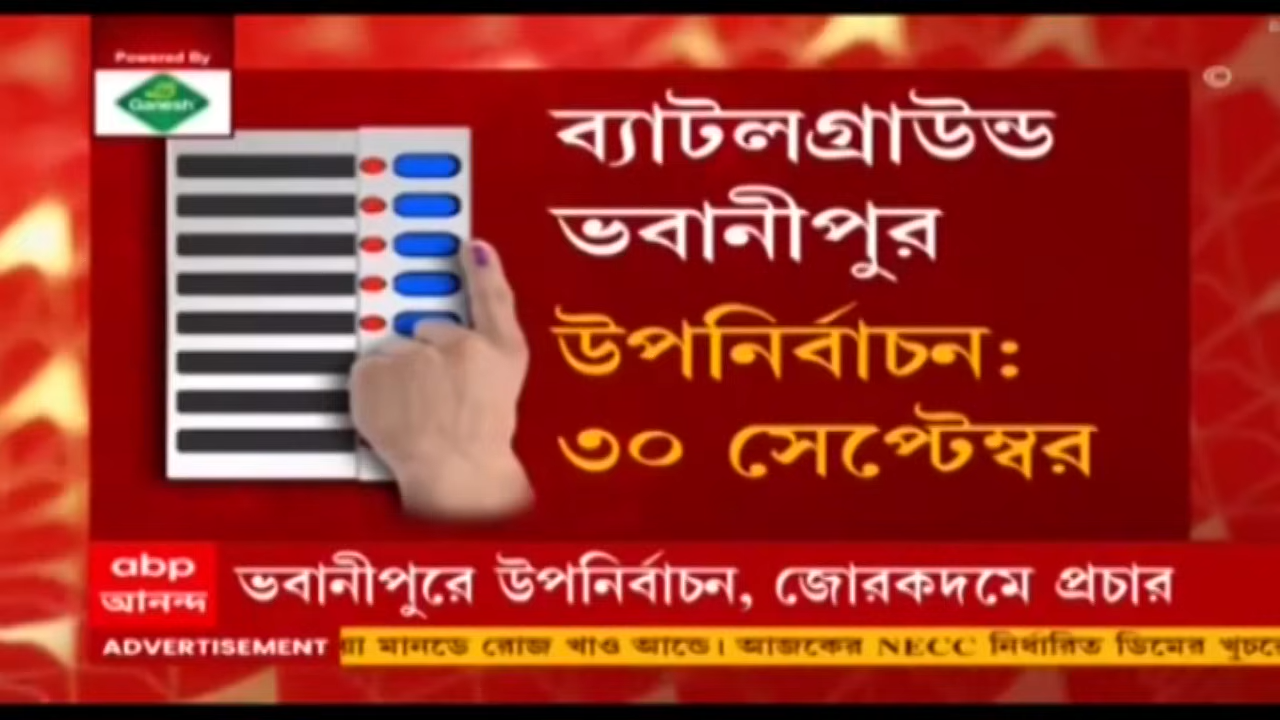 Powered By
Ganesh
ব্যাটলগ্রাউন্ড
ভবানীপুর
উপনির্বাচন:
৩০ সেপ্টেম্বর
abp
আনন্দ
ভবানীপুরে উপনির্বাচন, জোরকদমে প্রচার
ADVERTISEMENT
মানডে রোজ খাও আন্ডে। আজকের NECC নির্ধারিত ডিমের